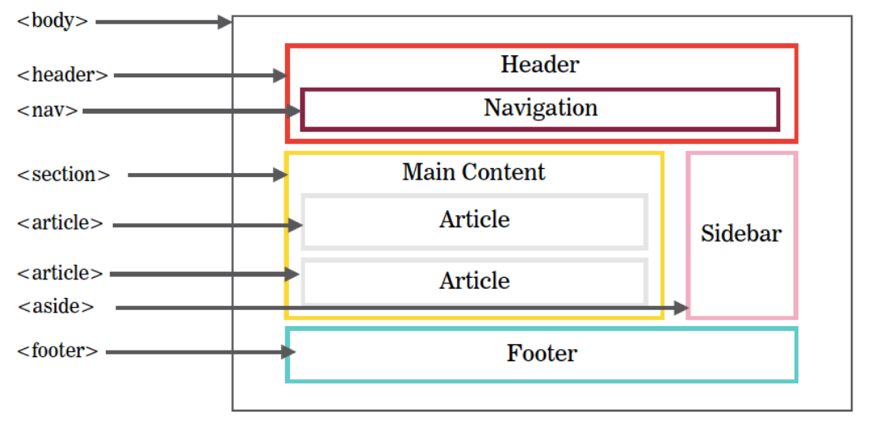 <body>
<header>
Header
<nav>
Navigation
<section>
Main Content
<article>
Article
Sidebar
<article>
Article
<aside>
<footer>
Footer